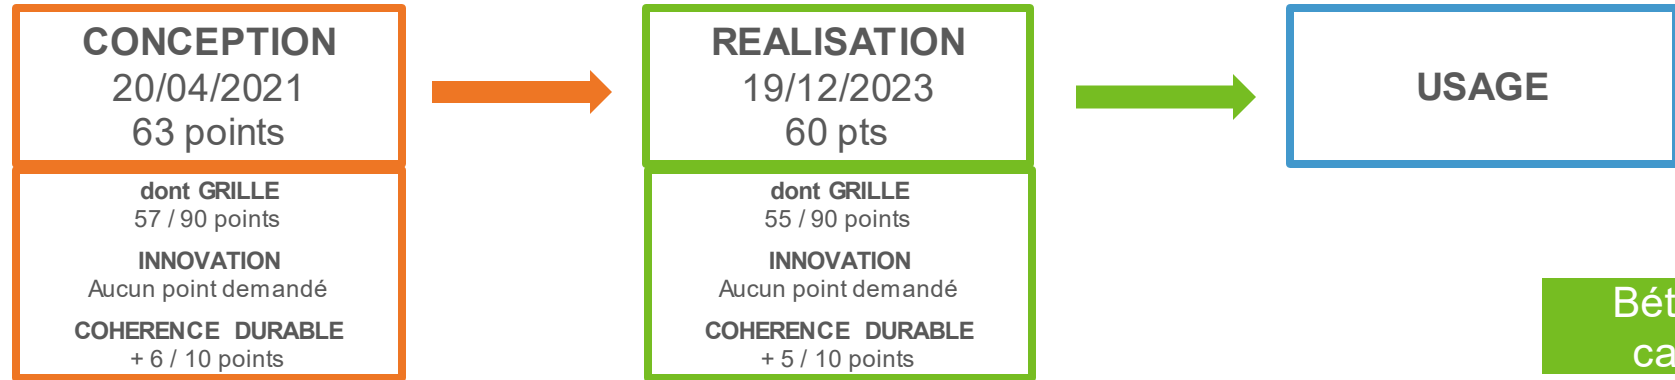 CONCEPTION
20/04/2021
63 points
dont GRILLE
57 / 90 points
INNOVATION
Aucun point demandé
COHERENCE DURABLE
+ 6 / 10 points
REALISATION
19/12/2023
60 pts
dont GRILLE
55 / 90 points
INNOVATION
Aucun point demandé
COHERENCE DURABLE
+ 5 / 10 points
USAGE